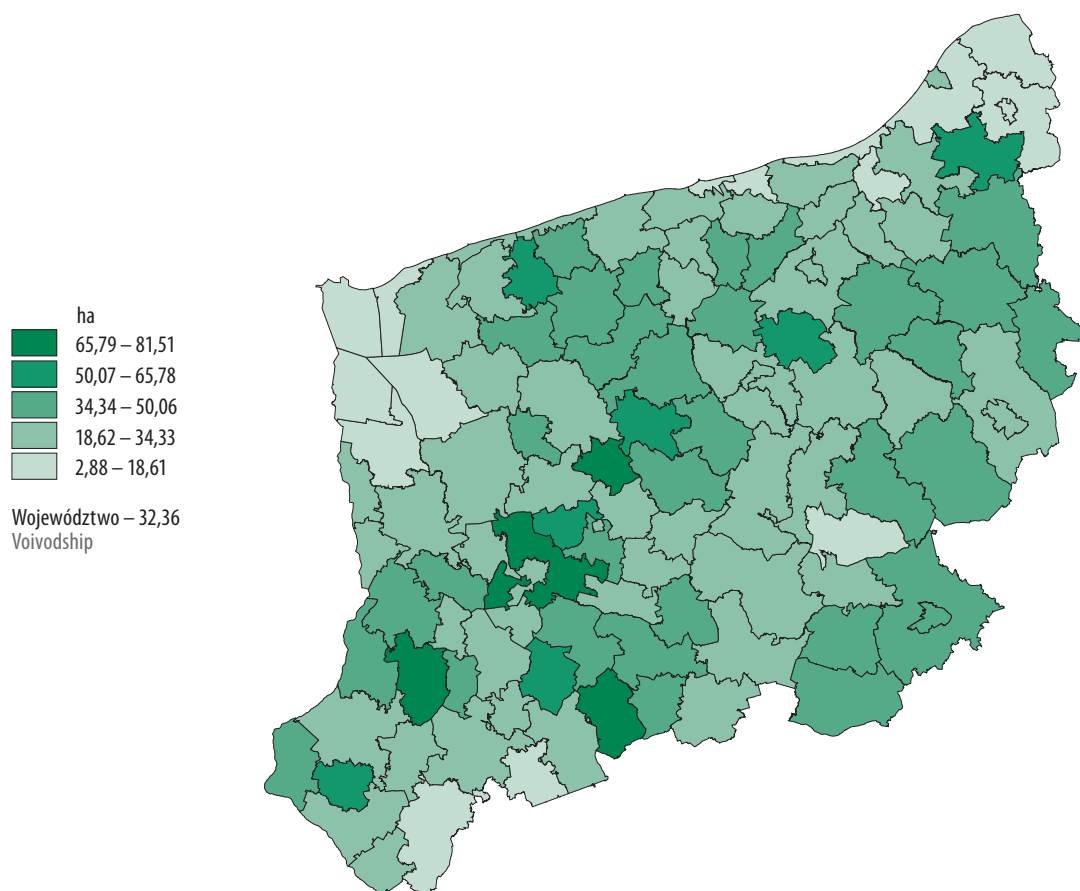 ha
65,79 – 81,51
50,07 – 65,78
34,34 – 50,06
18,62 – 34,33
2,88 – 18,61
Województwo – 32,36
Voivodship